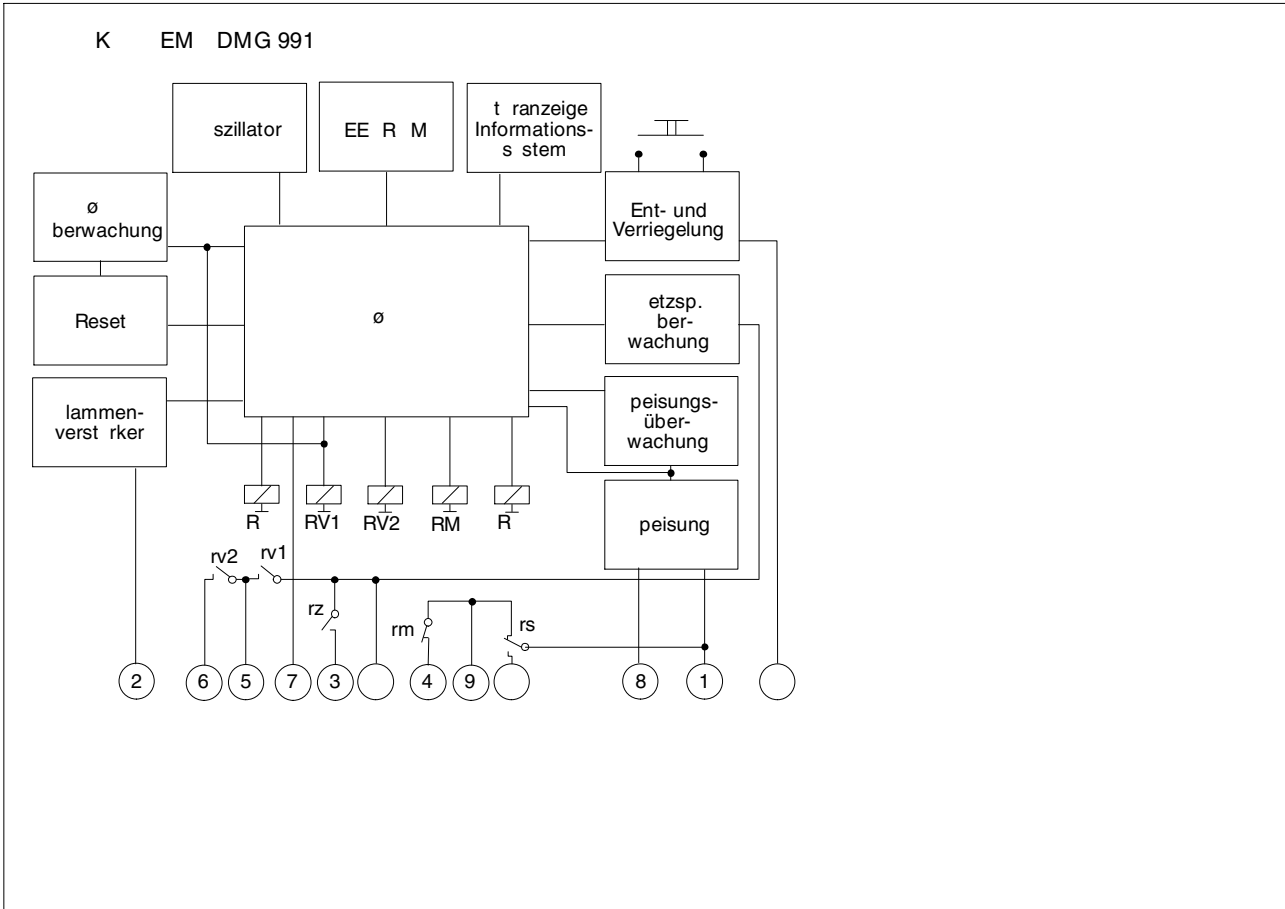 K EM DMG 991
szillator
EE R M
t ranzeige
Informations-
s stem
ø
berwachung
Ent- und
Verriegelung
Reset
ø
etzsp.
ber-
wachung
lammen-
verst rker
peisungs-
über-
wachung
peisung
R RV1 RV2 RM R
rv2 rv1
rz
rm
rs
2 6 5 7 3 4 9 8 1